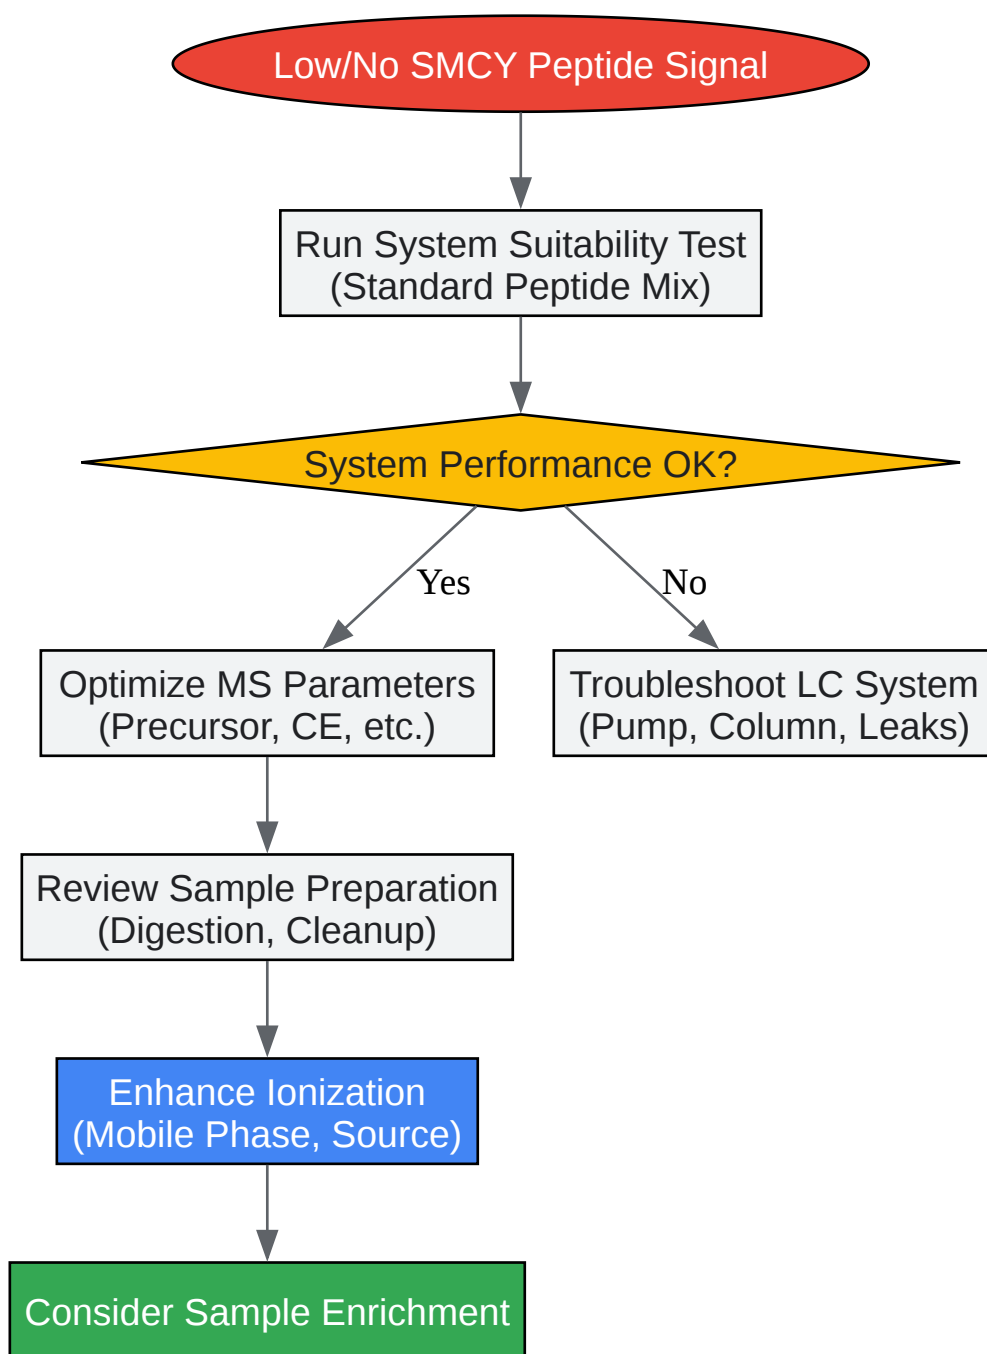 Low/No SMCY Peptide Signal
Run System Suitability Test
(Standard Peptide Mix)
System Performance OK?
Yes
No
Optimize MS Parameters
(Precursor, CE, etc.)
Troubleshoot LC System
(Pump, Column, Leaks)
Review Sample Preparation
(Digestion, Cleanup)
Enhance Ionization
(Mobile Phase, Source)
Consider Sample Enrichment